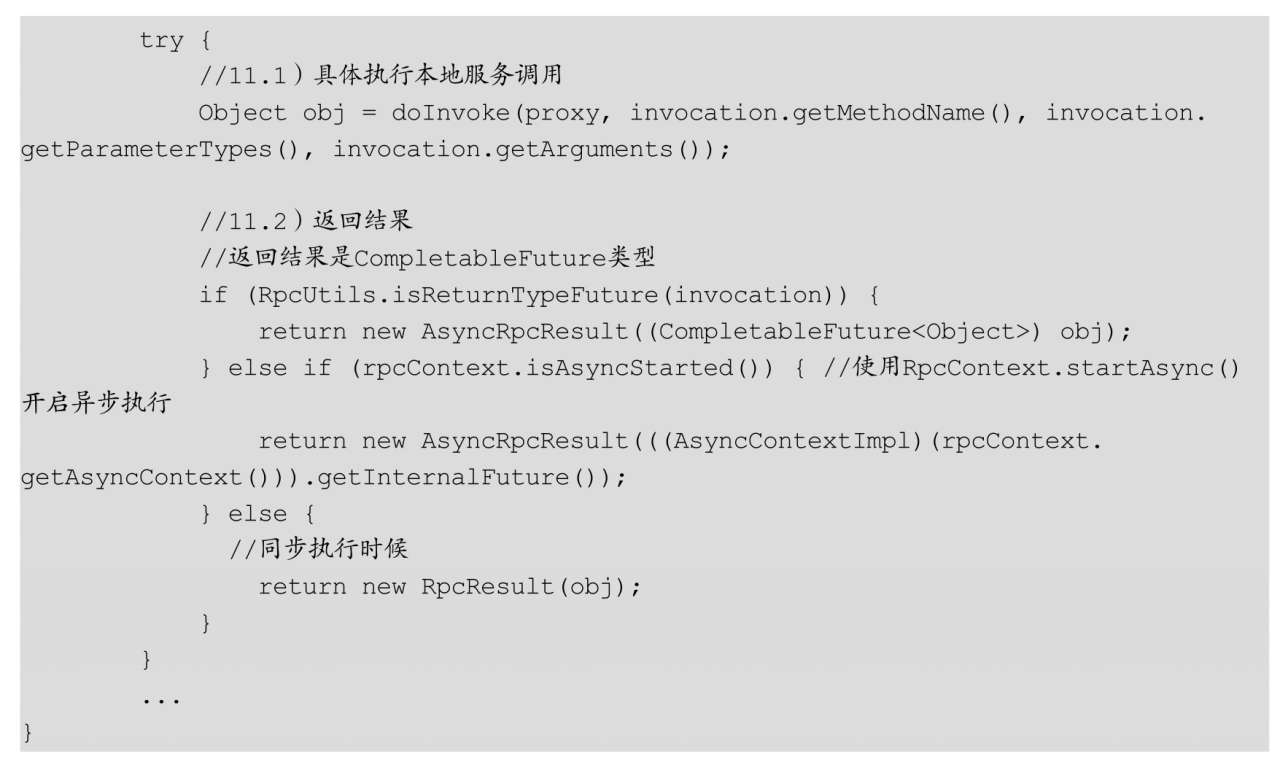 try {
//11.1）具体执行本地服务调用
Object obj = doInvoke(proxy, invocation.getMethodName(), invocation.
getParameterTypes(), invocation.getArguments());
//11.2）返回结果
//返回结果是CompletableFuture类型
if (RpcUtils.isReturnTypeFuture(invocation)) {
return new AsyncRpcResult((CompletableFuture<Object>) obj);
} else if (rpcContext.isAsyncStarted()) { //使用RpcContext.startAsync()
开启异步执行
return new AsyncRpcResult(((AsyncContextImpl)(rpcContext.
getAsyncContext())).getInternalFuture());
} else {
//同步执行时候
return new RpcResult(obj);
}
}
...
}